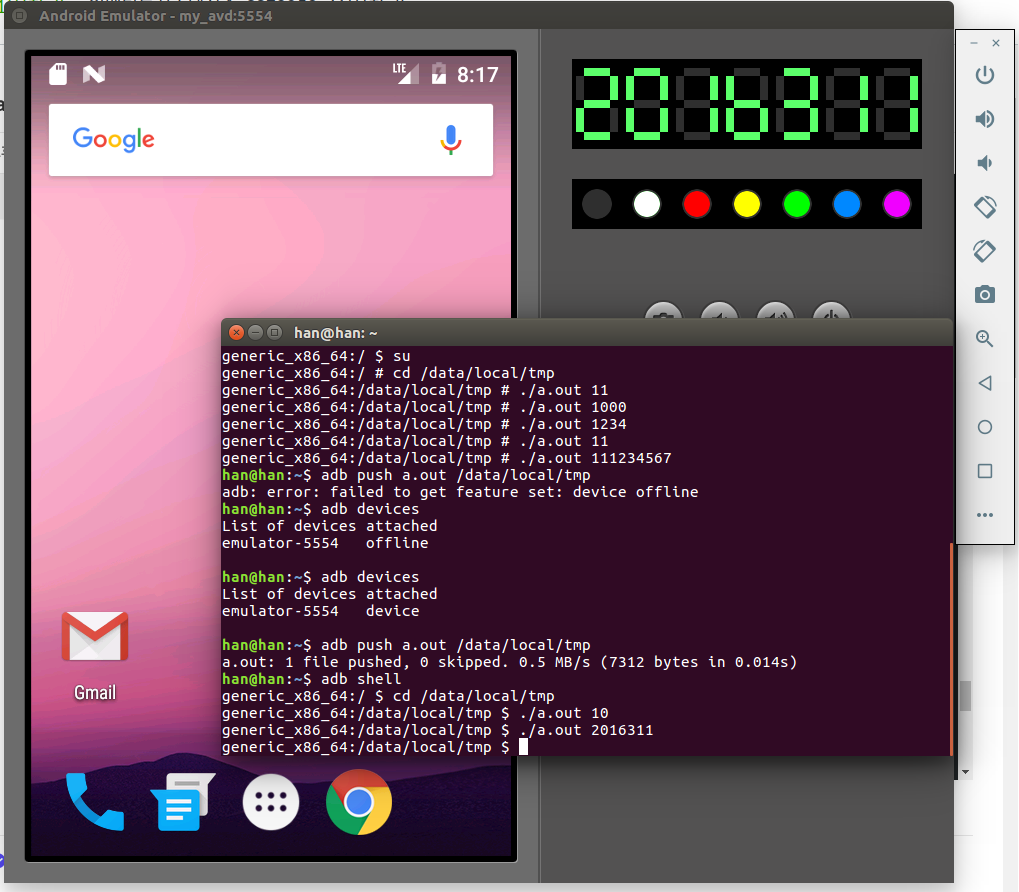 Android Emulator - my_avd:5554
LTE 8:17
Google
2016311
han@han: ~
generic_x86_64:/ $ su
generic_x86_64:/ # cd /data/local/tmp
generic_x86_64:/data/local/tmp # ./a.out 11
generic_x86_64:/data/local/tmp # ./a.out 1000
generic_x86_64:/data/local/tmp # ./a.out 1234
generic_x86_64:/data/local/tmp # ./a.out 11
generic_x86_64:/data/local/tmp # ./a.out 111234567
han@han:~$ adb push a.out /data/local/tmp
adb: error: failed to get feature set: device offline
han@han:~$ adb devices
List of devices attached
emulator-5554   offline
han@han:~$ adb devices
List of devices attached
emulator-5554   device
han@han:~$ adb push a.out /data/local/tmp
a.out: 1 file pushed, 0 skipped. 0.5 MB/s (7312 bytes in 0.014s)
han@han:~$ adb shell
generic_x86_64:/ $ cd /data/local/tmp
generic_x86_64:/data/local/tmp $ ./a.out 10
generic_x86_64:/data/local/tmp $ ./a.out 2016311
generic_x86_64:/data/local/tmp $
Gmail